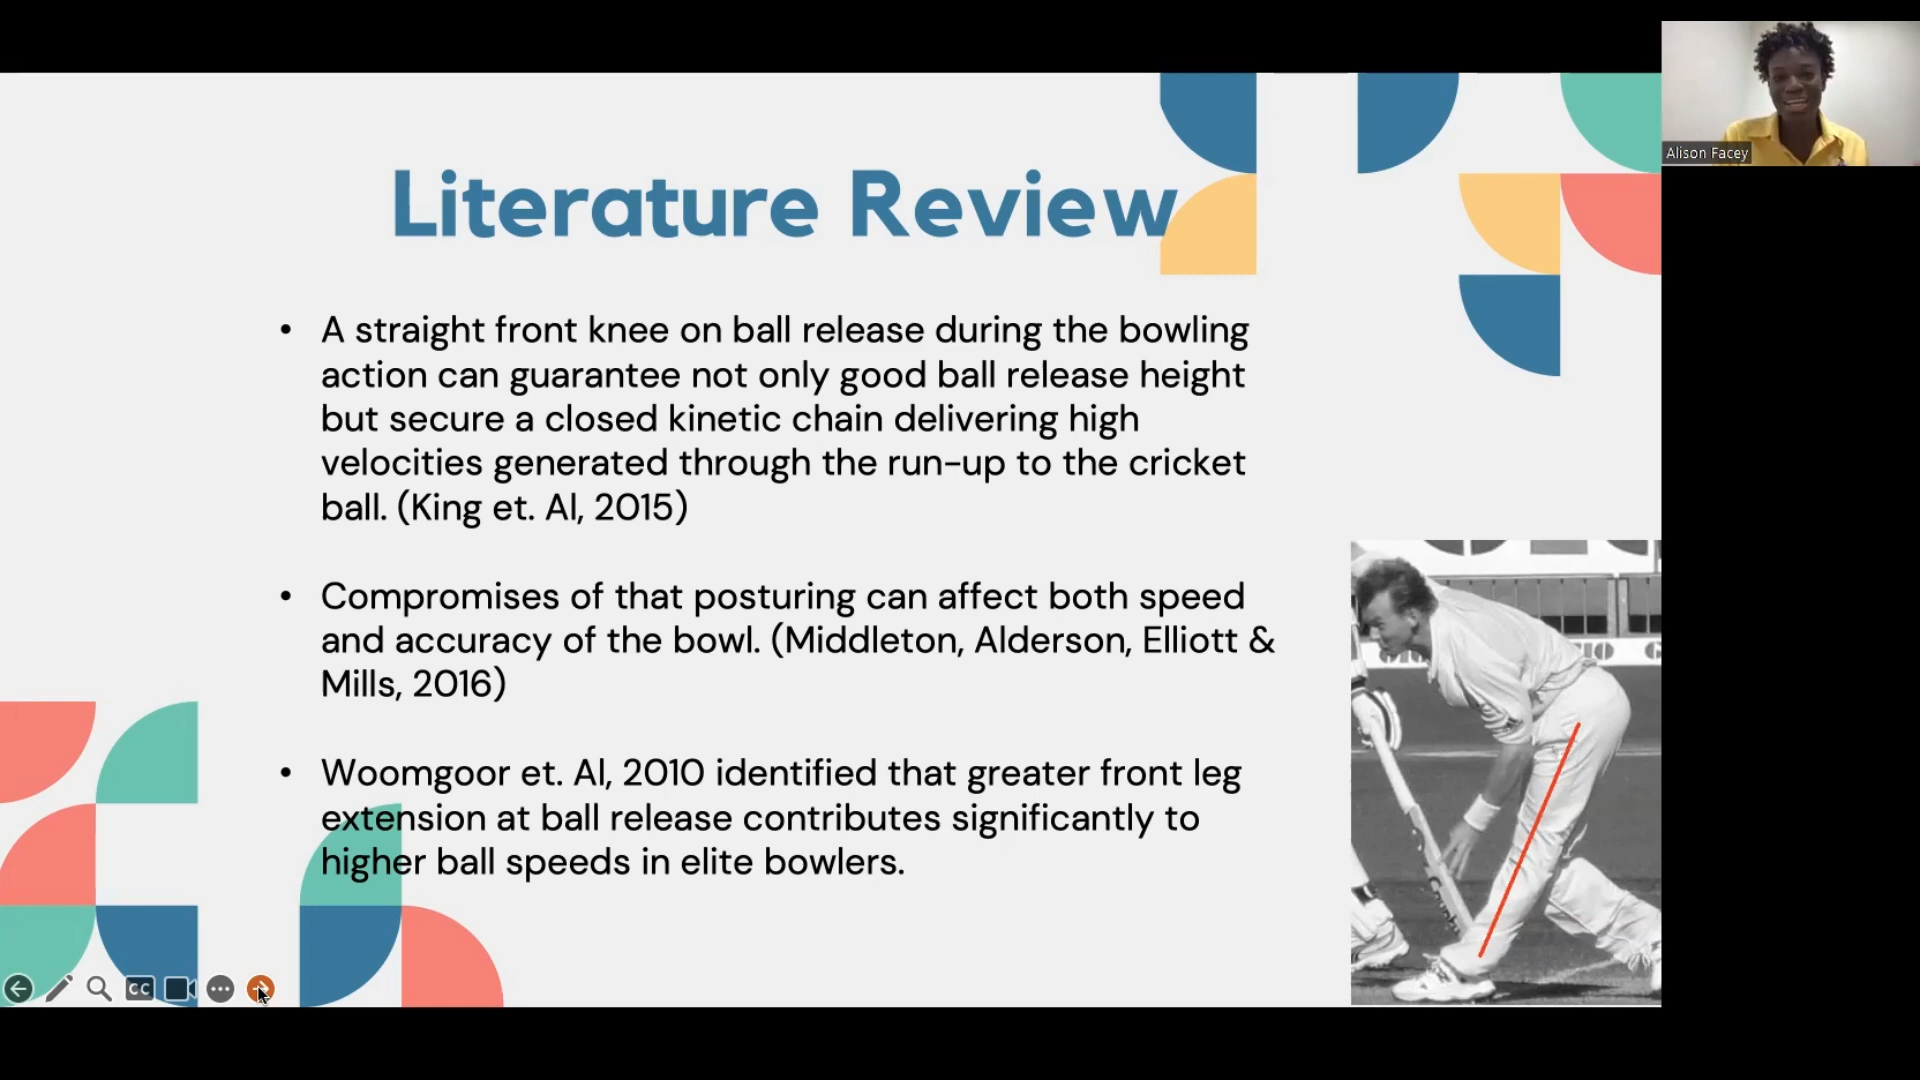 Alison Facey
Literature Review
• A straight front knee on ball release during the bowling
action can guarantee not only good ball release height
but secure a closed kinetic chain delivering high
velocities generated through the run-up to the cricket
ball. (King et. Al, 2015)
• Compromises of that posturing can affect both speed
and accuracy of the bowl. (Middleton, Alderson, Elliott &
Mills, 2016)
• Woomgoor et. Al, 2010 identified that greater front leg
extension at ball release contributes significantly to
higher ball speeds in elite bowlers.
CC